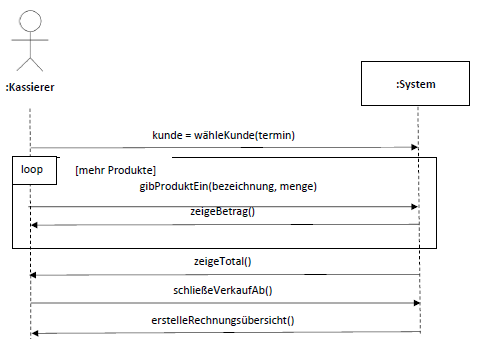 :Kassierer
:System
kunde = wähleKunde(termin)
loop
[mehr Produkte]
gibProduktEin(bezeichnung, menge)
zeigeBetrag()
zeigeTotal()
schließeVerkaufAb()
erstelleRechnungsübersicht()